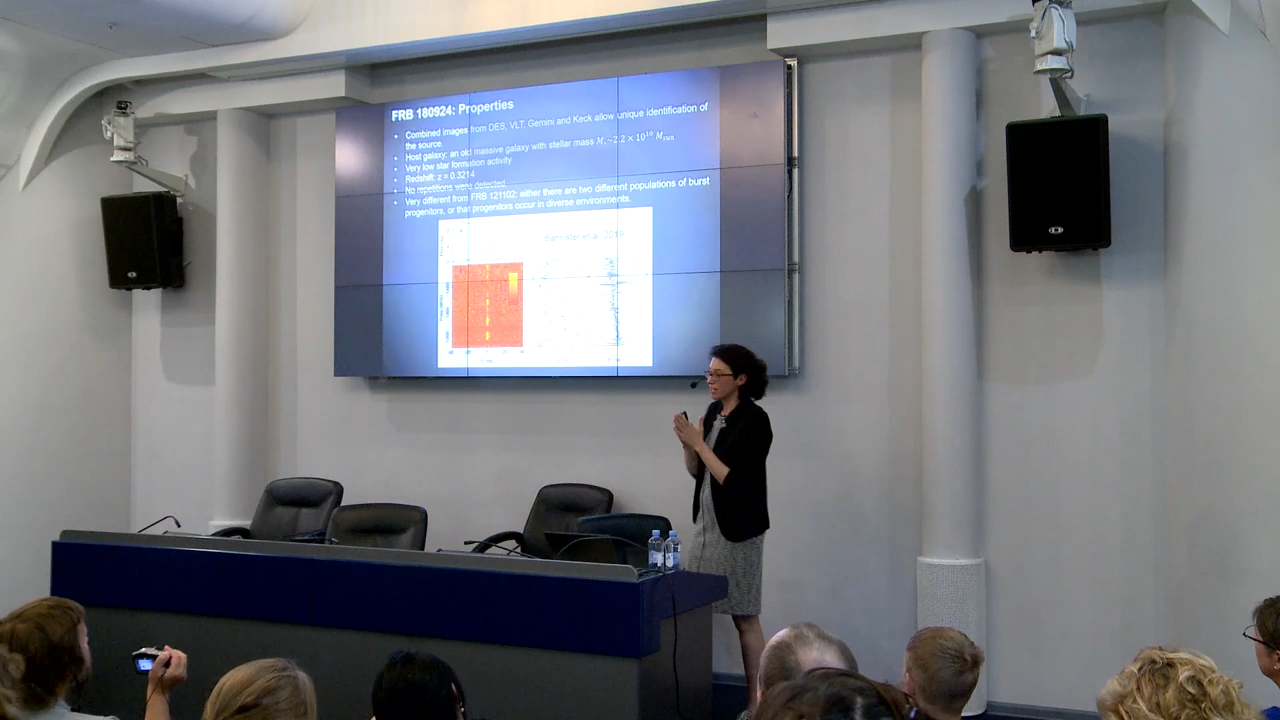 FRB 180924: Properties
• Combined images from DES, VLT, Gemini and Keck allow unique identification of
the source.
• Host galaxy: an old massive galaxy with stellar mass M,~2.2 × 10¹⁰ Msun
• Very low star formation activity
• Redshift: z = 0.3214
• No repetitions were detected.
• Very different from FRB 121102: either there are two different populations of burst
progenitors, or that progenitors occur in diverse environments.
Bannister et al. 2019